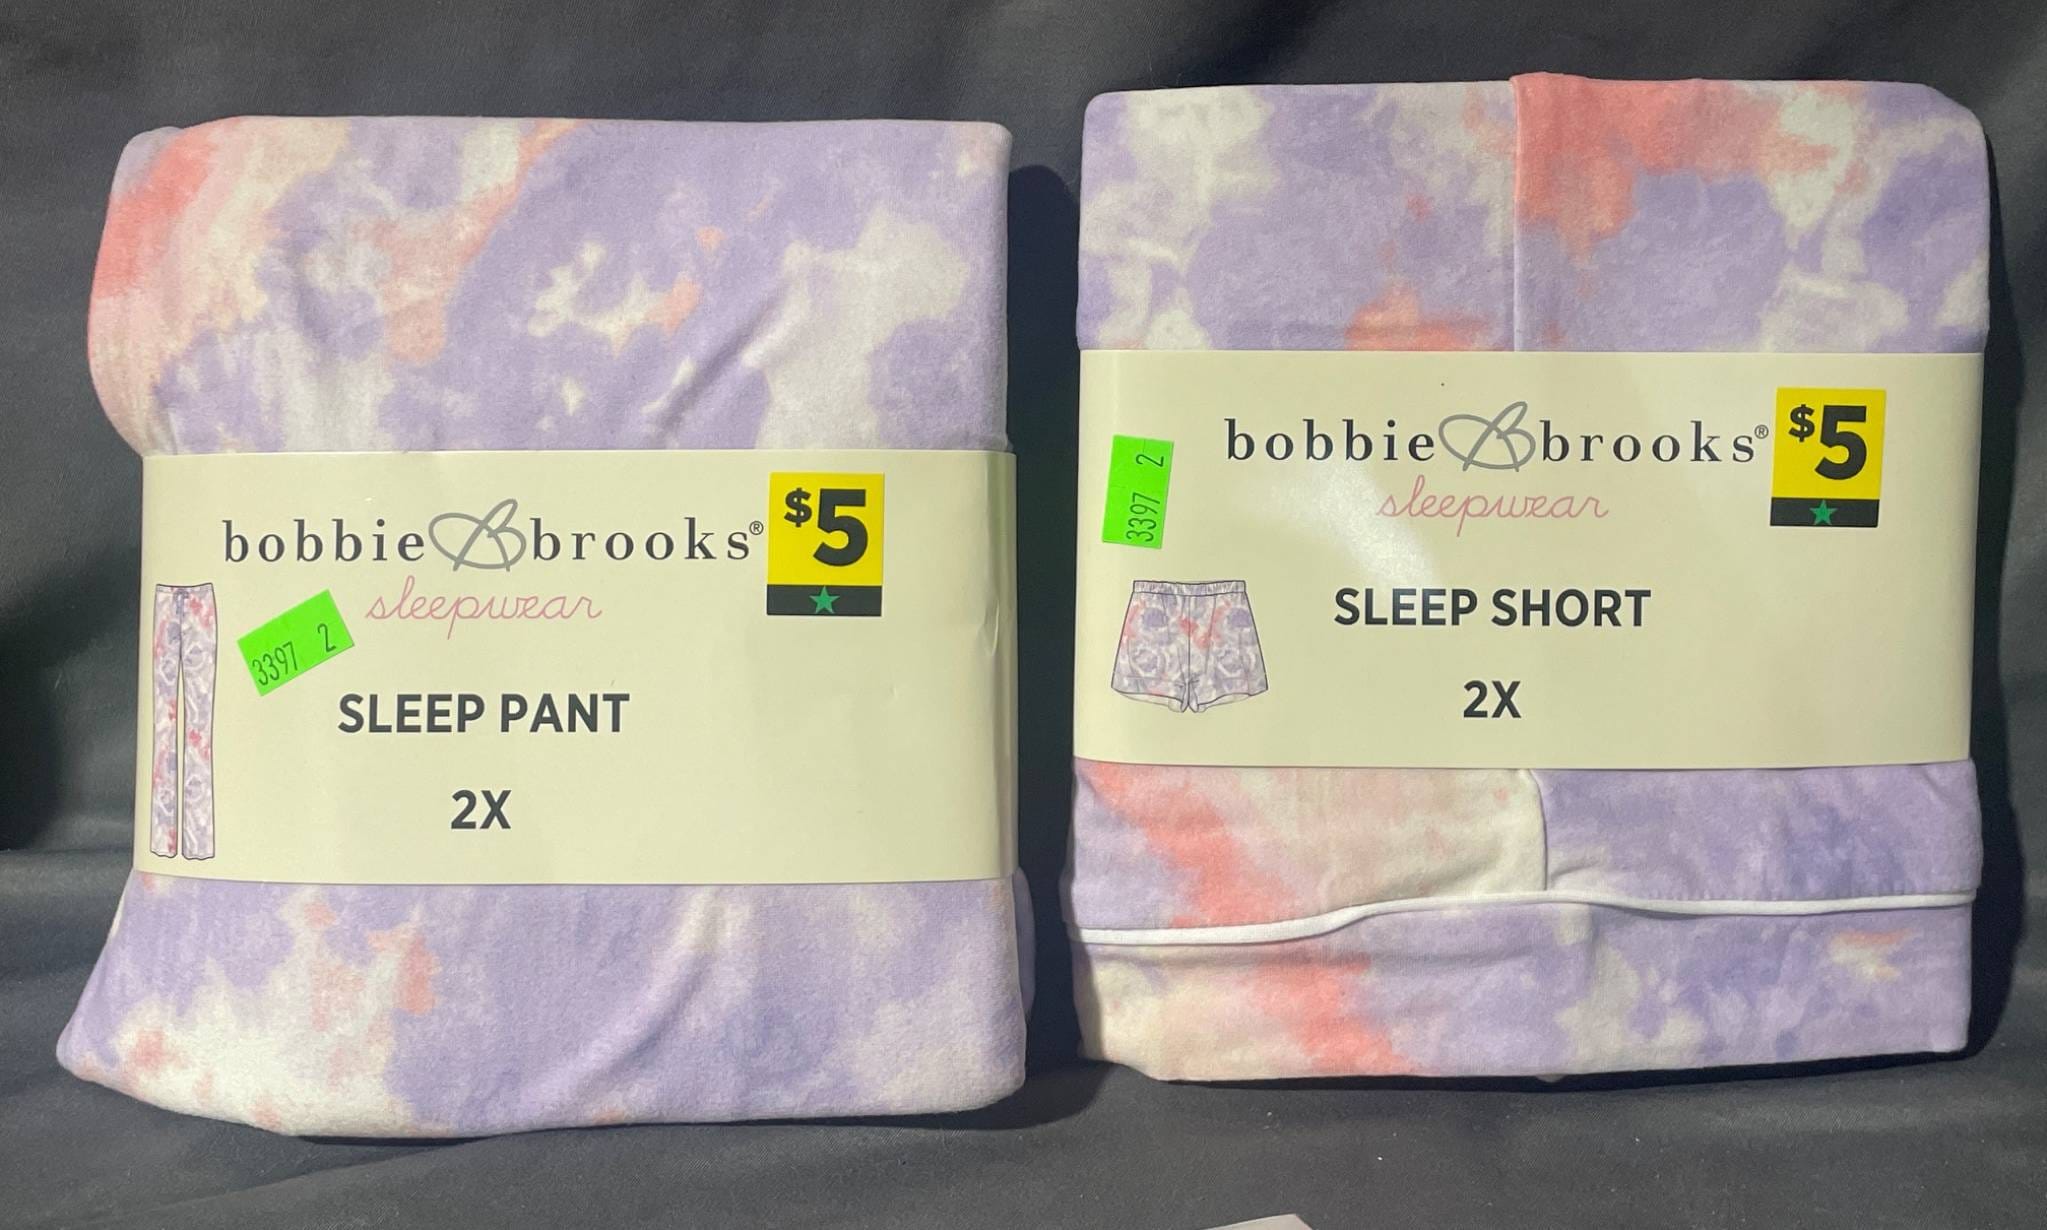 bobbie brooks®
sleepwear
$5
3397 2
SLEEP PANT
2X
bobbie brooks®
sleepwear
$5
3397 2
SLEEP SHORT
2X